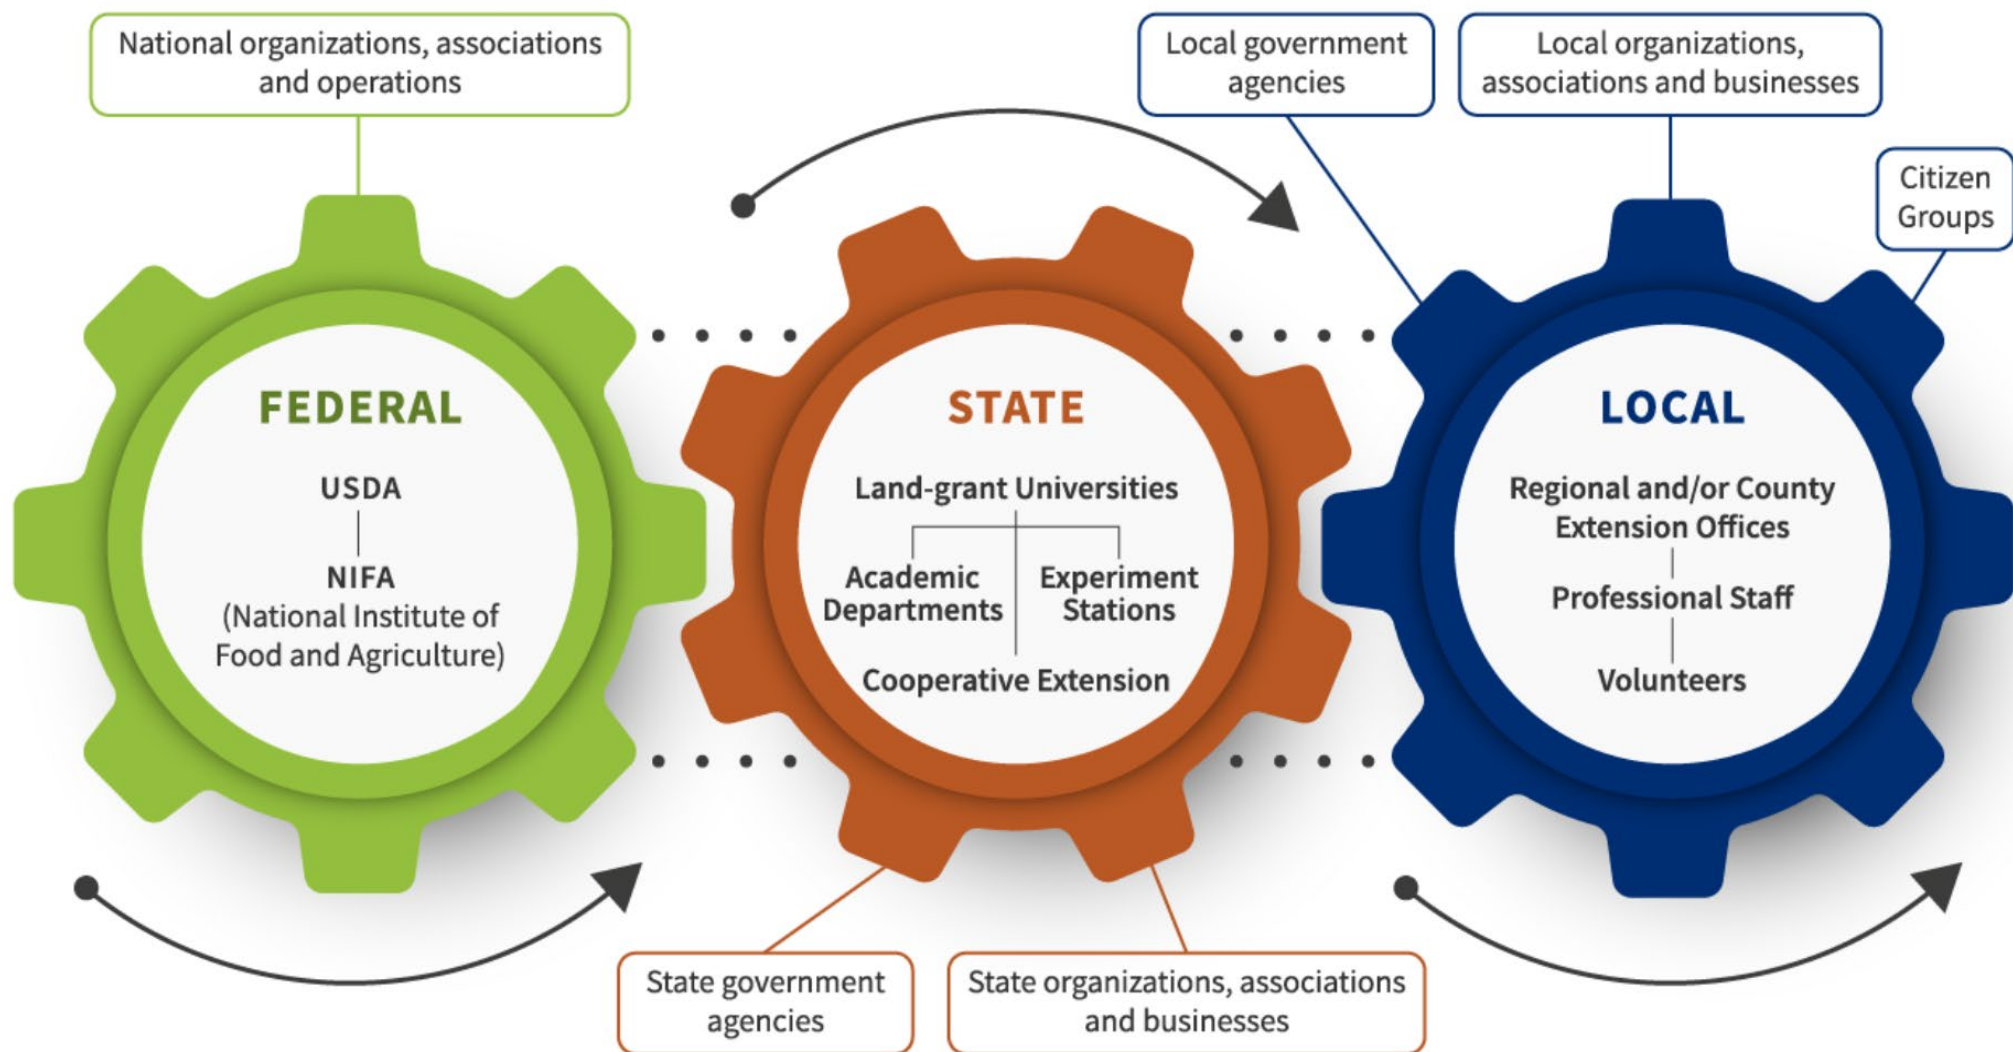 National organizations, associations
and operations
Local government
agencies
Local organizations,
associations and businesses
Citizen
Groups
FEDERAL
USDA
NIFA
(National Institute of
Food and Agriculture)
STATE
Land-grant Universities
Academic
Departments
Experiment
Stations
Cooperative Extension
LOCAL
Regional and/or County
Extension Offices
Professional Staff
Volunteers
State government
agencies
State organizations, associations
and businesses